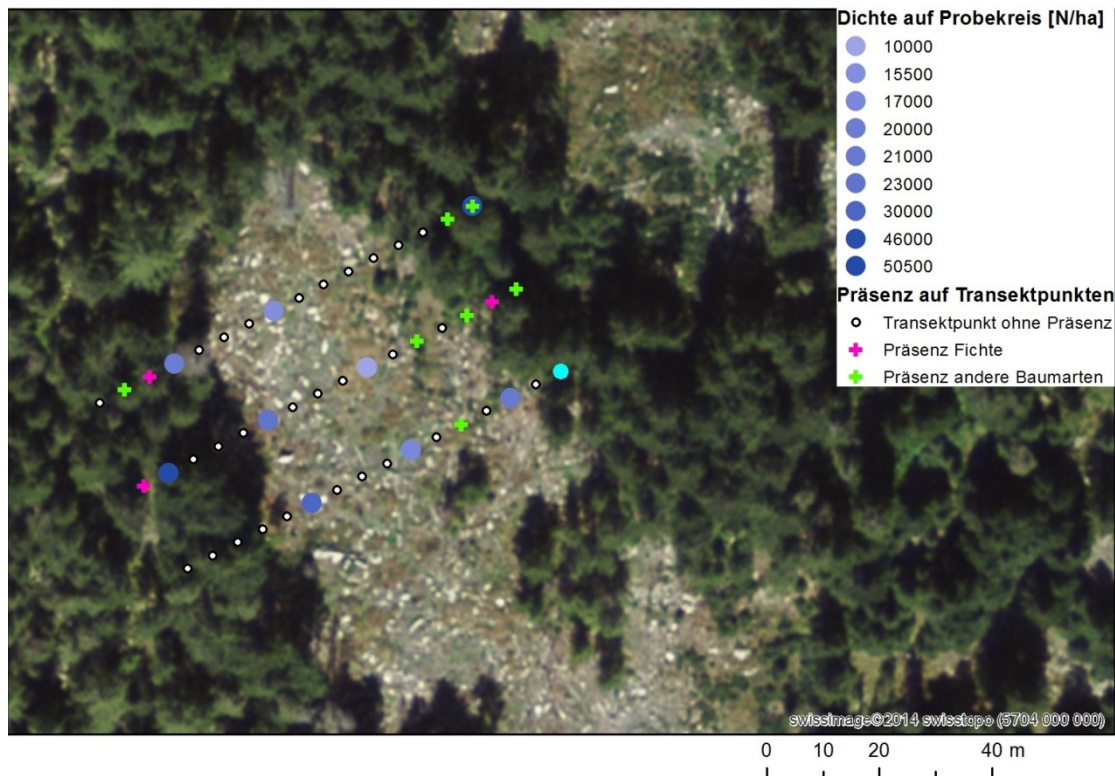 Dichte auf Probekreis [N/ha]
10000
15500
17000
20000
21000
23000
30000
46000
50500
Präsenz auf Transektpunkten
Transektpunkt ohne Präsenz
Präsenz Fichte
Präsenz andere Baumarten
swissimage©2014 swisstopo (5704 000 000)
0 10 20 40 m